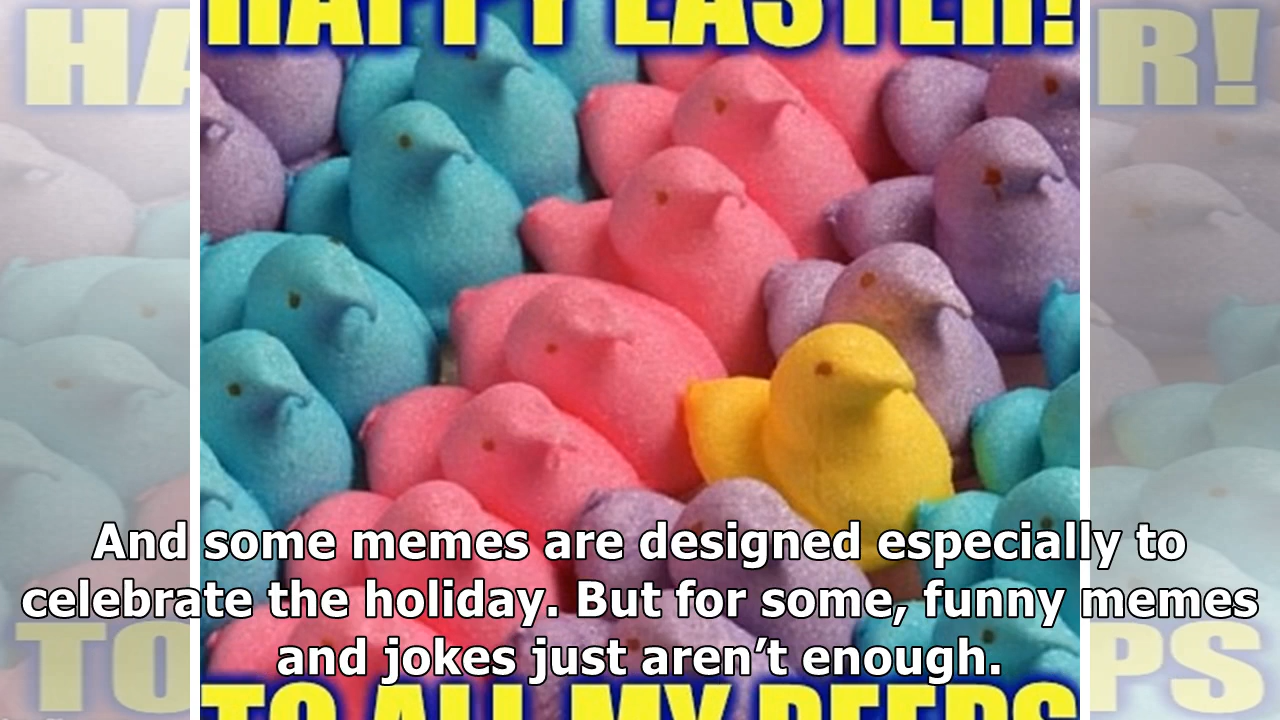 HAPPY EASTER!
And some memes are designed especially to
celebrate the holiday. But for some, funny memes
and jokes just aren’t enough.
TO ALL MY PEEPS